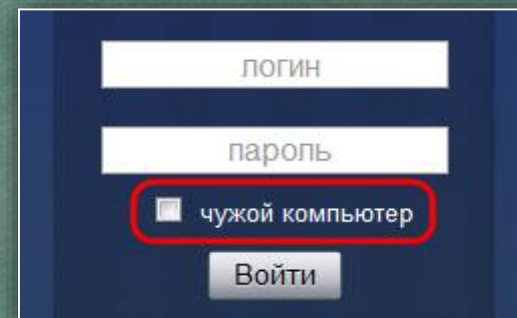 логин
пароль
чужой компьютер
Войти